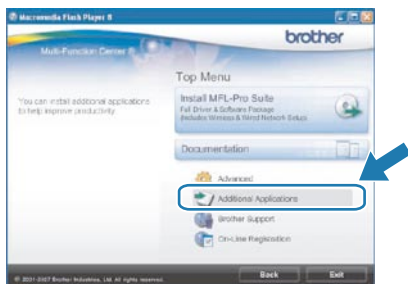 Macromedia Flash Player 8
brother
Multi-Function Center ®
Top Menu
You can install additional applications
to help improve productivity.
Install MFL-Pro Suite
Full Driver & Software Package
(Includes Wireless & Wired Network Setup)
Documentation
Advanced
Additional Applications
Brother Support
On-Line Registration
© 2001-2007 Brother Industries, Ltd. All rights reserved.
Back
Exit